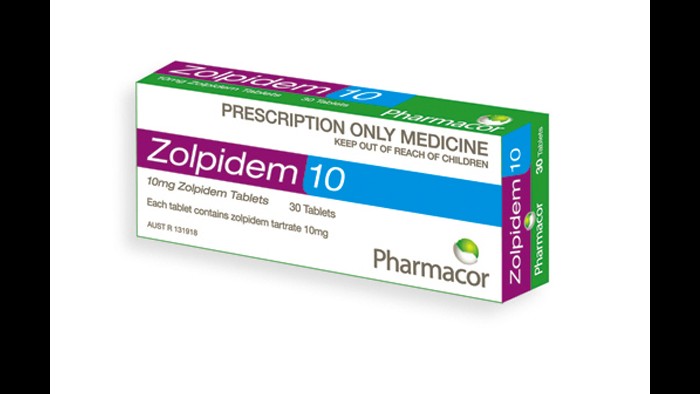 Zolpidem 10
10mg Zolpidem Tablets 30 Tablets
Pharmacor
PRESCRIPTION ONLY MEDICINE
KEEP OUT OF REACH OF CHILDREN
Zolpidem 10
10mg Zolpidem Tablets 30 Tablets
Each tablet contains zolpidem tartrate 10mg
AUST R 131918
Pharmacor
Zolpidem 10
Pharmacor 30 Tablets